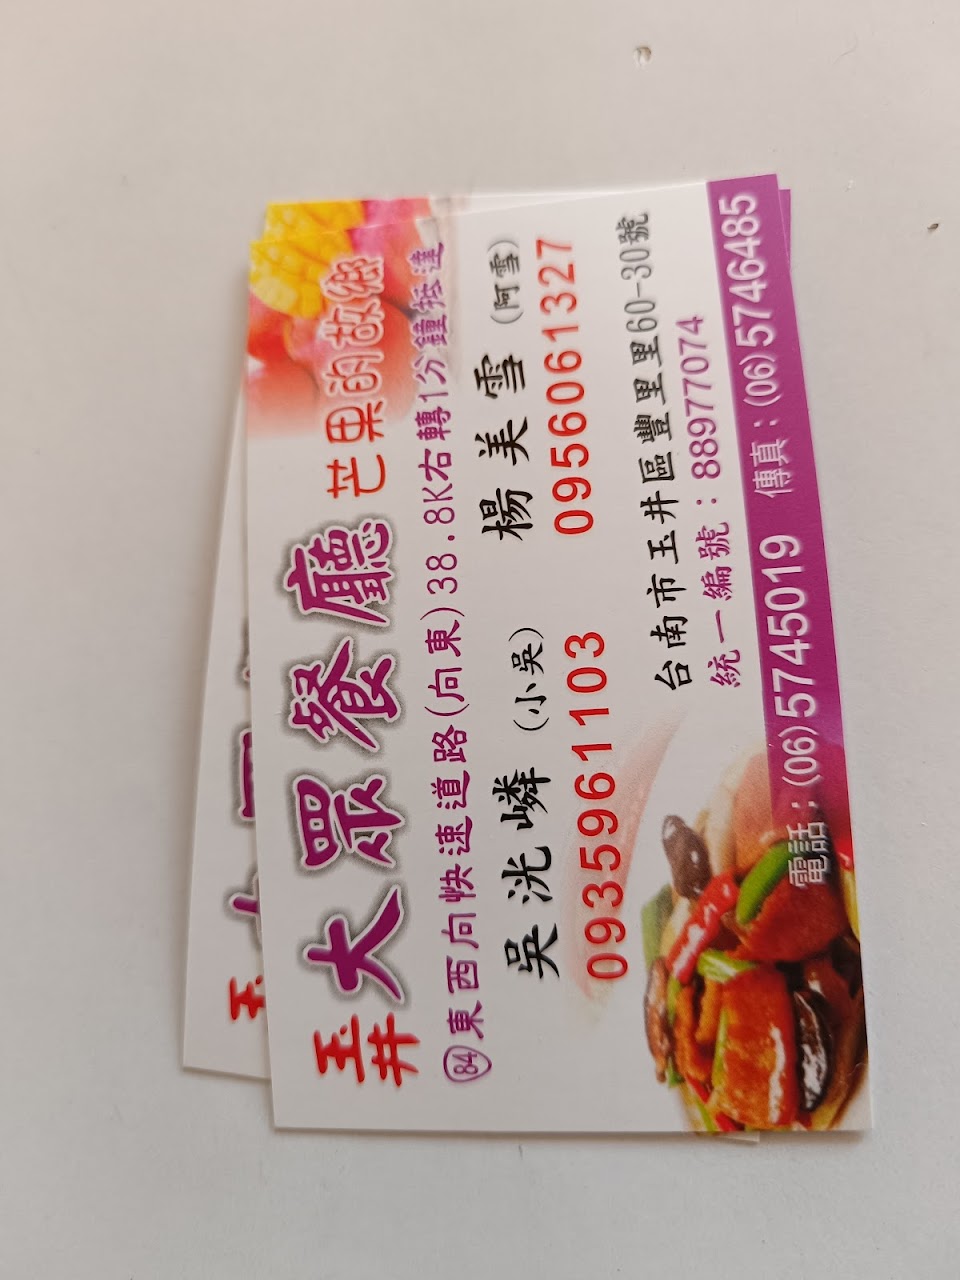 玉井
大眾餐廳
芒果的故鄉
84東西向快速道路(向東)38.8K右轉1分鐘抵達
吳洸嶙(小吳) 楊美雪(阿雪)
0935961103 0956061327
台南市玉井區豐里里60-30號
統一編號：88977074
電話：(06)5745019 傳真：(06)5746485
玉